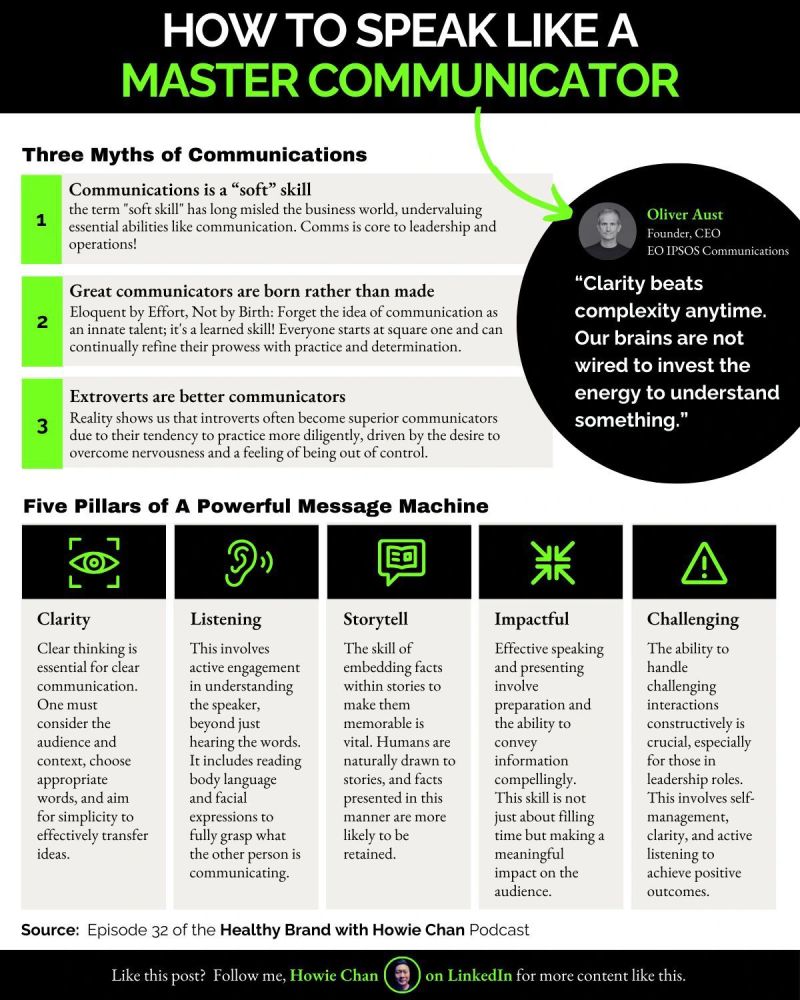 HOW TO SPEAK LIKE A
MASTER COMMUNICATOR
Three Myths of Communications
1
Communications is a “soft” skill
the term "soft skill" has long misled the business world, undervaluing
essential abilities like communication. Comms is core to leadership and
operations!
2
Great communicators are born rather than made
Eloquent by Effort, Not by Birth: Forget the idea of communication as
an innate talent; it's a learned skill! Everyone starts at square one and can
continually refine their prowess with practice and determination.
3
Extroverts are better communicators
Reality shows us that introverts often become superior communicators
due to their tendency to practice more diligently, driven by the desire to
overcome nervousness and a feeling of being out of control.
Oliver Aust
Founder, CEO
EO IPSOS Communications
“Clarity beats
complexity anytime.
Our brains are not
wired to invest the
energy to understand
something.”
Five Pillars of A Powerful Message Machine
Clarity
Clear thinking is
essential for clear
communication.
One must
consider the
audience and
context, choose
appropriate
words, and aim
for simplicity to
effectively transfer
ideas.
Listening
This involves
active engagement
in understanding
the speaker,
beyond just
hearing the words.
It includes reading
body language
and facial
expressions to
fully grasp what
the other person is
communicating.
Storytell
The skill of
embedding facts
within stories to
make them
memorable is
vital. Humans are
naturally drawn to
stories, and facts
presented in this
manner are more
likely to be
retained.
Impactful
Effective speaking
and presenting
involve
preparation and
the ability to
convey
information
compellingly.
This skill is not
just about filling
time but making a
meaningful
impact on the
audience.
Challenging
The ability to
handle
challenging
interactions
constructively is
crucial, especially
for those in
leadership roles.
This involves self-
management,
clarity, and active
listening to
achieve positive
outcomes.
Source: Episode 32 of the Healthy Brand with Howie Chan Podcast
Like this post? Follow me, Howie Chan on LinkedIn for more content like this.